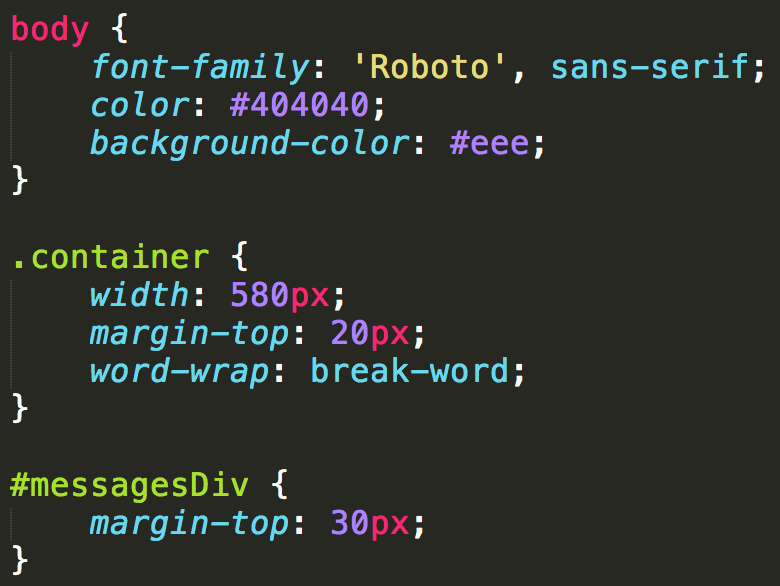 body {
    font-family: 'Roboto', sans-serif;
    color: #404040;
    background-color: #eee;
}

.container {
    width: 580px;
    margin-top: 20px;
    word-wrap: break-word;
}

#messagesDiv {
    margin-top: 30px;
}